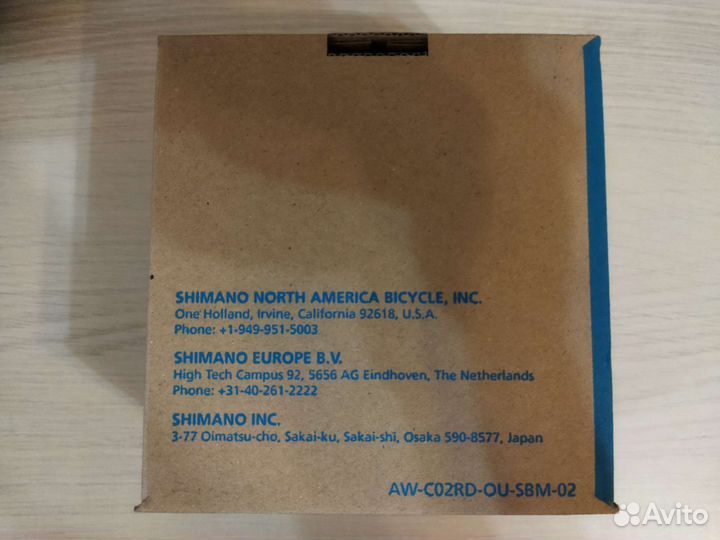 SHIMANO NORTH AMERICA BICYCLE, INC.
One Holland, Irvine, California 92618, U.S.A.
Phone: +1-949-951-5003
SHIMANO EUROPE B.V.
High Tech Campus 92, 5656 AG Eindhoven, The Netherlands
Phone: +31-40-261-2222
SHIMANO INC.
3-77 Oimatsu-cho, Sakai-ku, Sakai-shi, Osaka 590-8577, Japan
AW-C02RD-OU-SBM-02
Avito